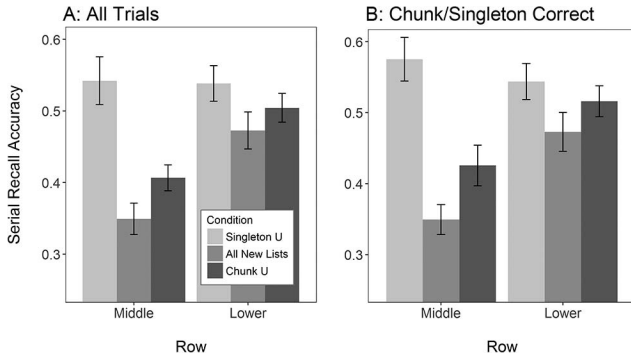 A: All Trials
B: Chunk/Singleton Correct
Serial Recall Accuracy
0.6
0.5
0.4
0.3
Condition
Singleton U
All New Lists
Chunk U
Middle
Lower
Row
0.6
0.5
0.4
0.3
Middle
Lower
Row